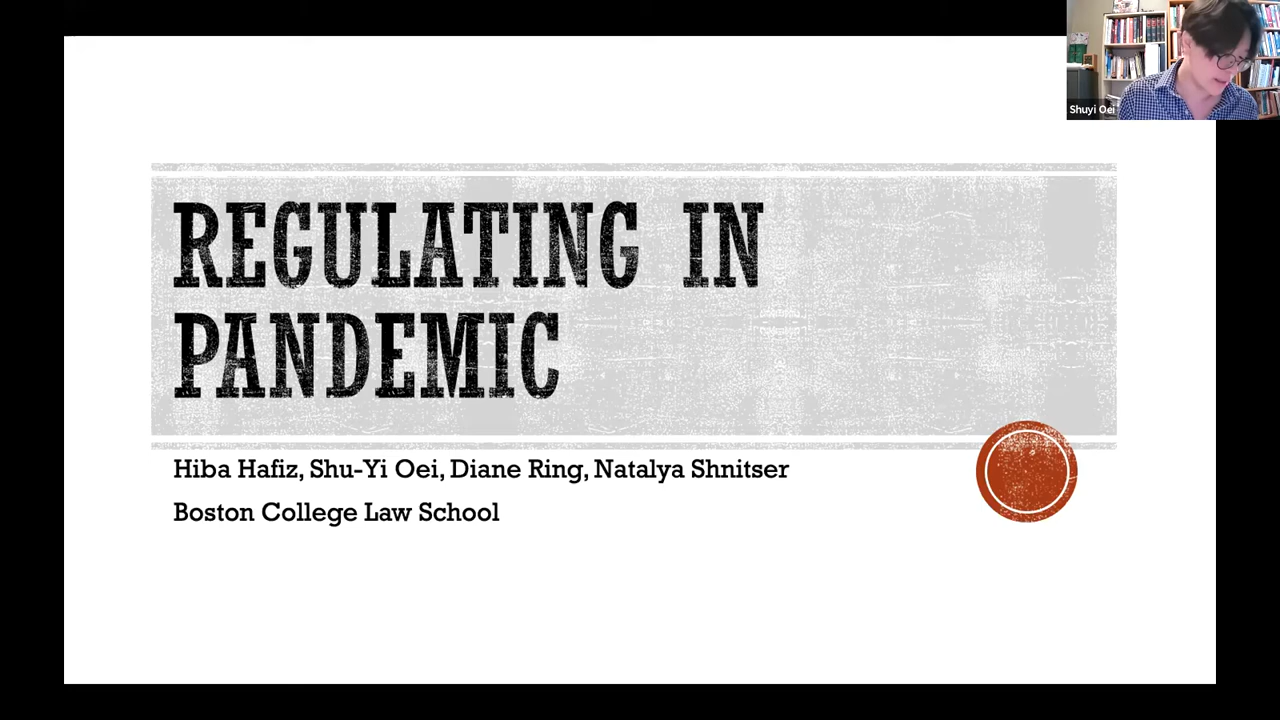 Shuyi Oei
REGULATING IN
PANDEMIC
Hiba Hafiz, Shu-Yi Oei, Diane Ring, Natalya Shnitser
Boston College Law School